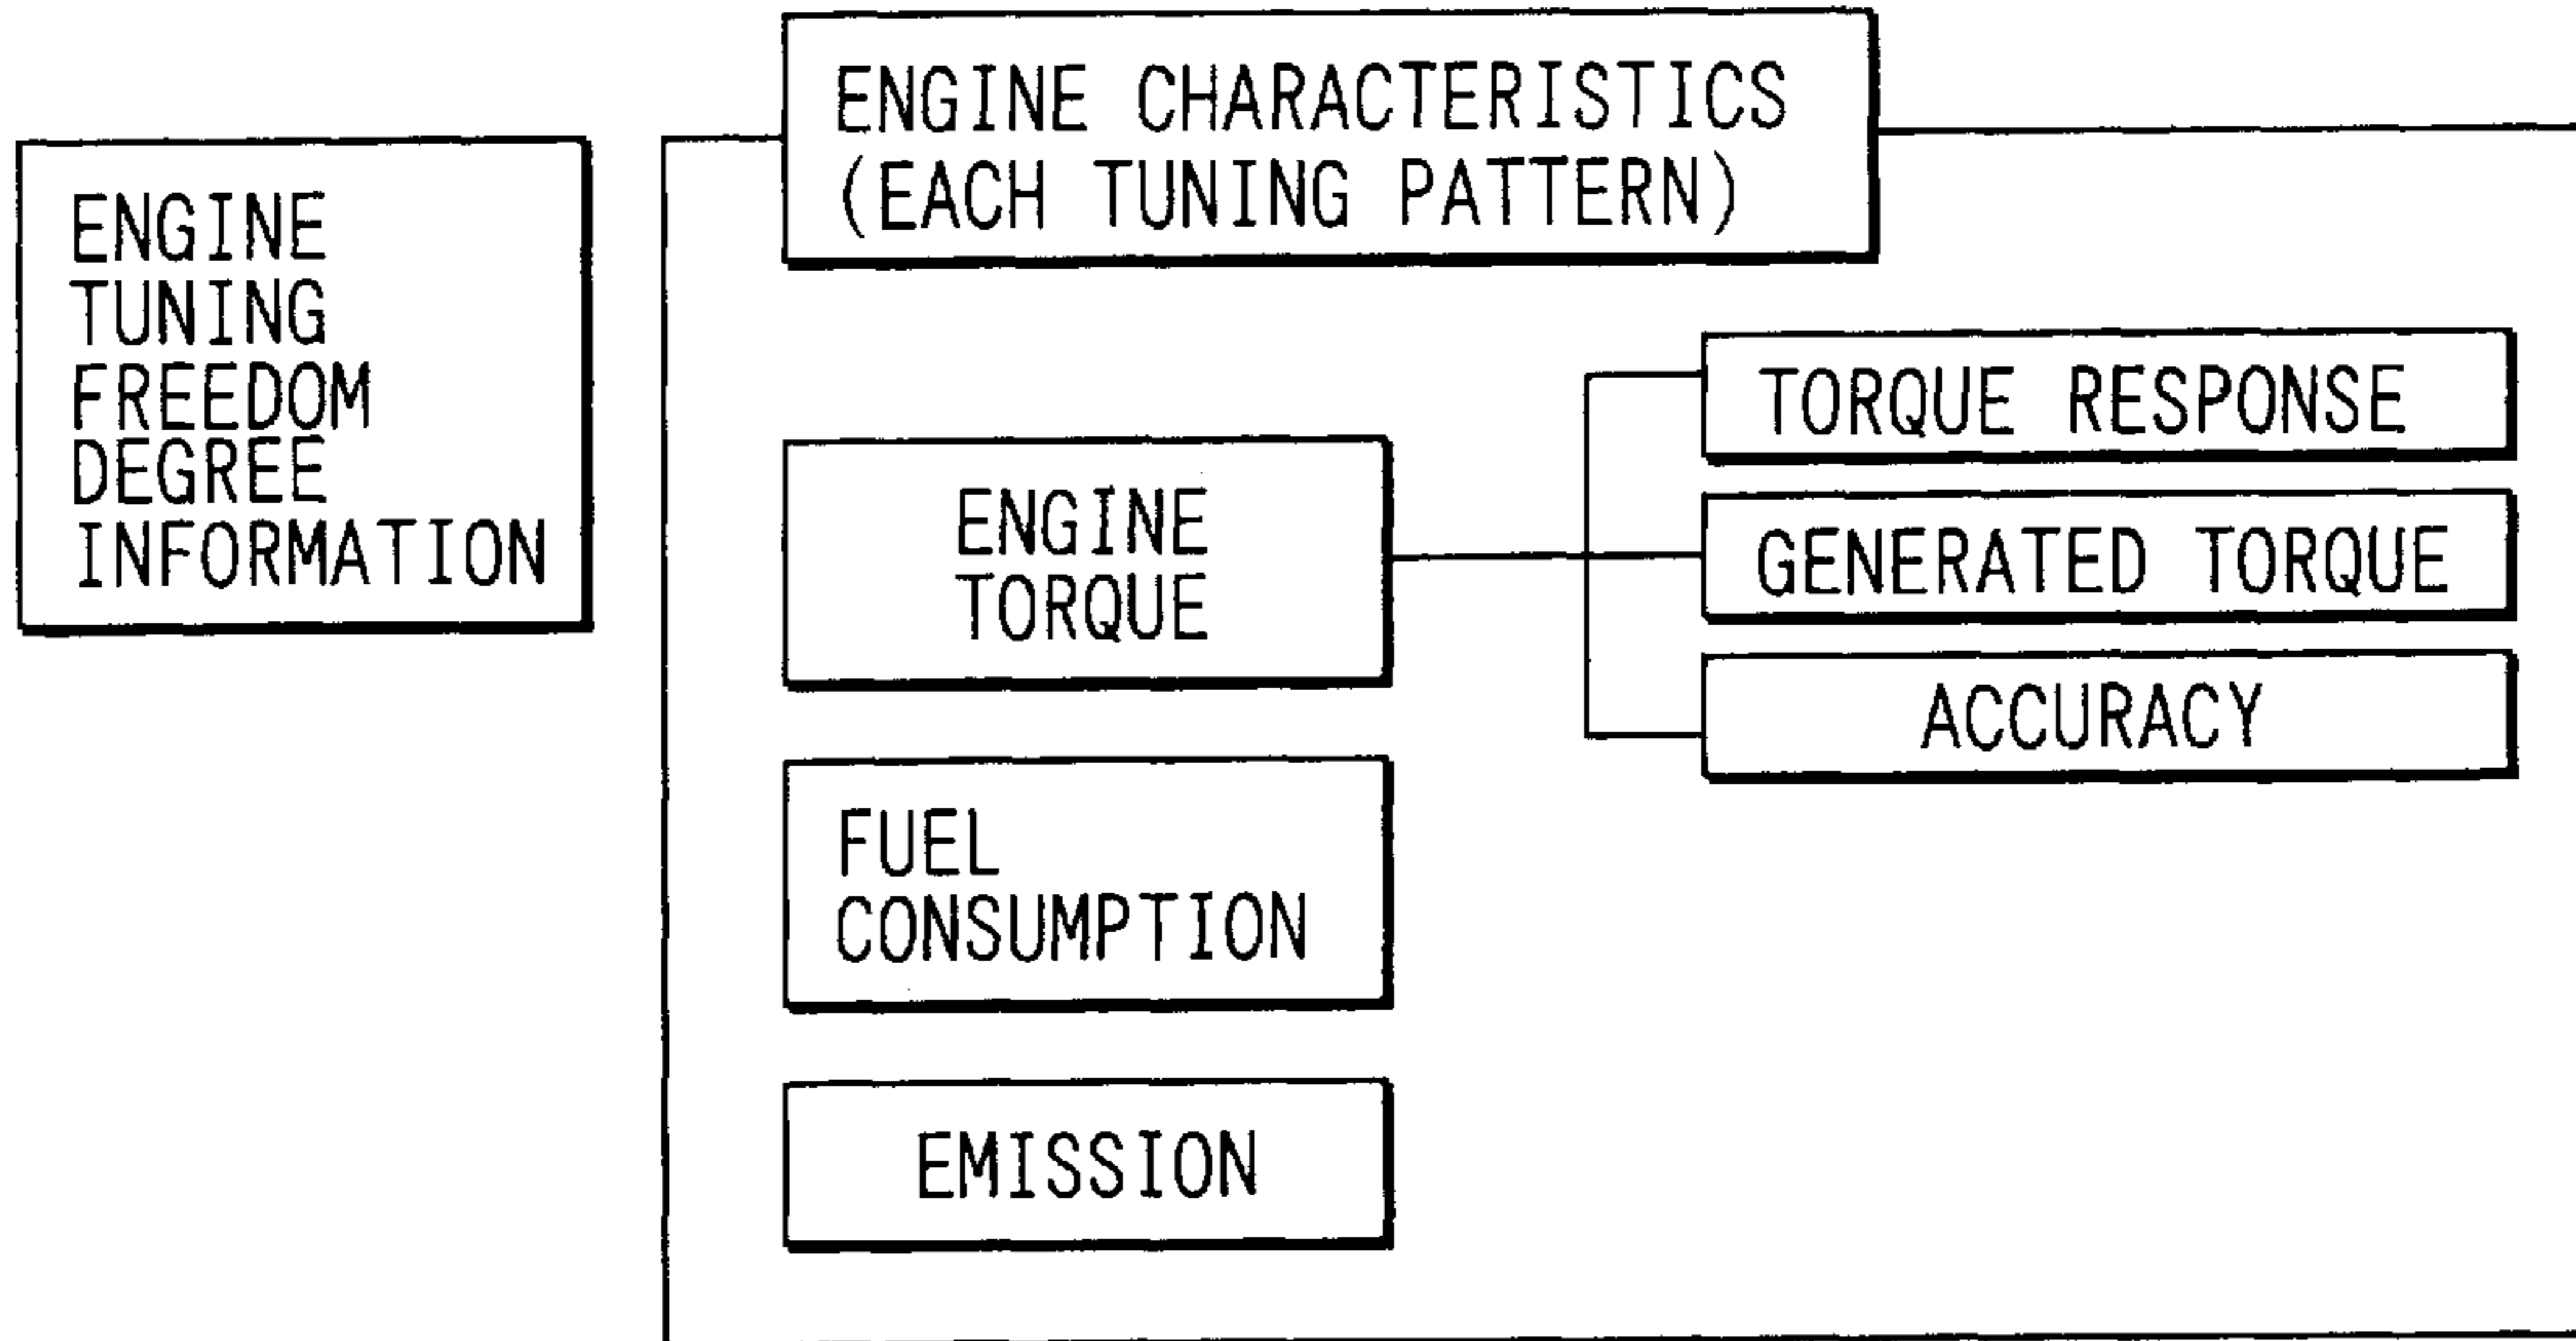 ENGINE
TUNING
FREEDOM
DEGREE
INFORMATION
ENGINE CHARACTERISTICS
(EACH TUNING PATTERN)
ENGINE
TORQUE
TORQUE RESPONSE
GENERATED TORQUE
ACCURACY
FUEL
CONSUMPTION
EMISSION